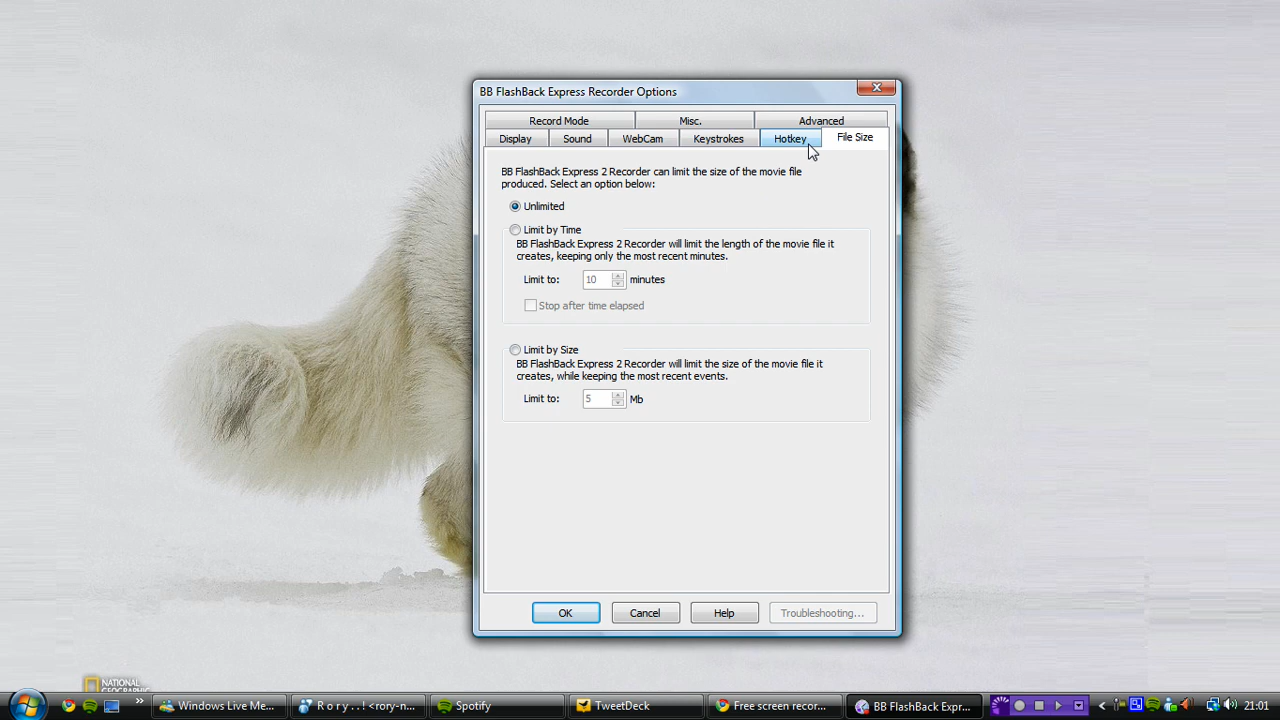 BB FlashBack Express Recorder Options
Record Mode Misc. Advanced
Display Sound WebCam Keystrokes Hotkey File Size
BB FlashBack Express 2 Recorder can limit the size of the movie file
produced. Select an option below:
Unlimited
Limit by Time
BB FlashBack Express 2 Recorder will limit the length of the movie file it
creates, keeping only the most recent minutes.
Limit to: 10 minutes
Stop after time elapsed
Limit by Size
BB FlashBack Express 2 Recorder will limit the size of the movie file it
creates, while keeping the most recent events.
Limit to: 5 Mb
OK Cancel Help Troubleshooting...
NATIONAL
GEOGRAPHIC
Windows Live Me... R o r y . . ! <rory-n... Spotify TweetDeck Free screen recor... BB FlashBack Expr... 21:01